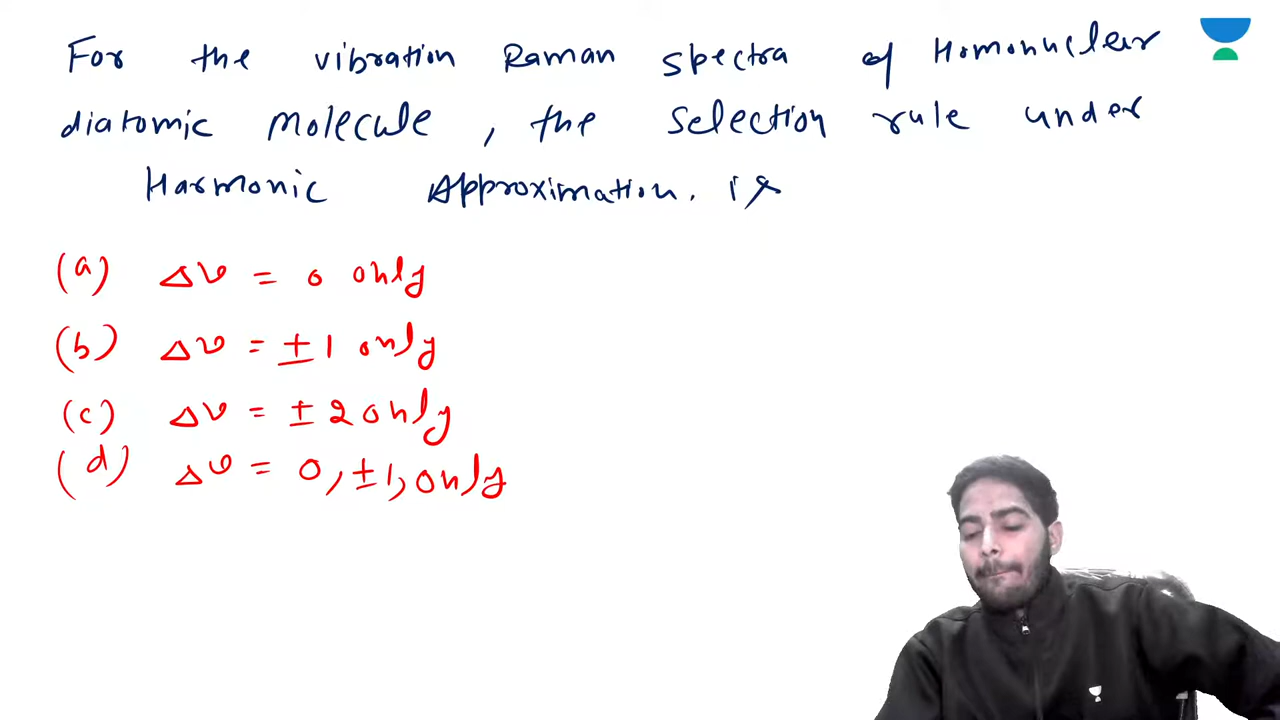 For the vibration Raman spectra of Homonuclear
diatomic molecule, the selection rule under
Harmonic Approximation. is
(a) Δv = 0 only
(b) Δv = ±1 only
(c) Δv = ±2 only
(d) Δv = 0, ±1, only